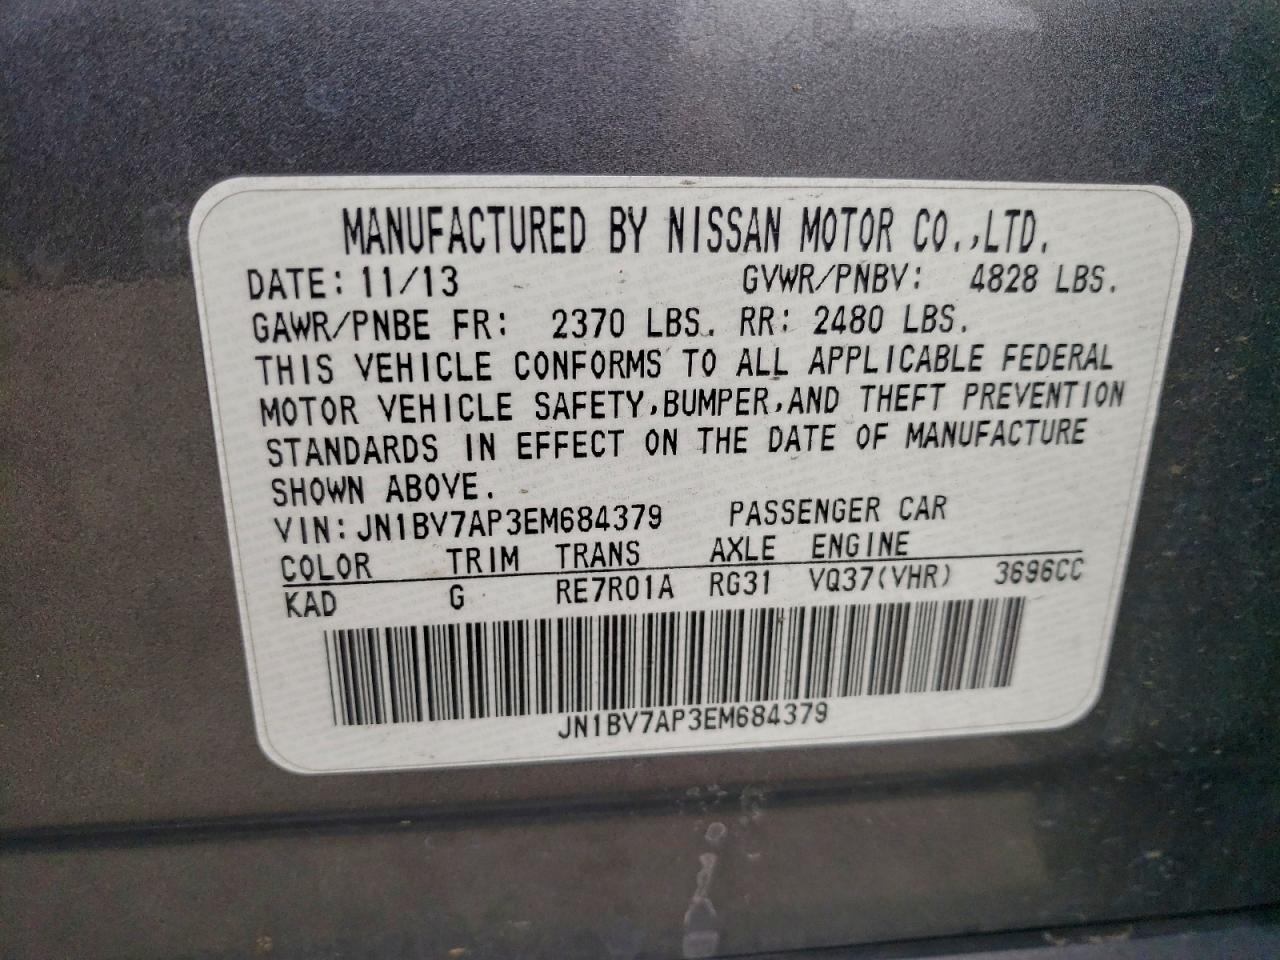 MANUFACTURED BY NISSAN MOTOR CO.,LTD.
DATE: 11/13 GVWR/PNBV: 4828 LBS.
GAWR/PNBE FR: 2370 LBS. RR: 2480 LBS.
THIS VEHICLE CONFORMS TO ALL APPLICABLE FEDERAL
MOTOR VEHICLE SAFETY,BUMPER,AND THEFT PREVENTION
STANDARDS IN EFFECT ON THE DATE OF MANUFACTURE
SHOWN ABOVE.
VIN:JN1BV7AP3EM684379 PASSENGER CAR
COLOR TRIM TRANS AXLE ENGINE
KAD G RE7R01A RG31 VQ37(VHR) 3696CC
JN1BV7AP3EM684379